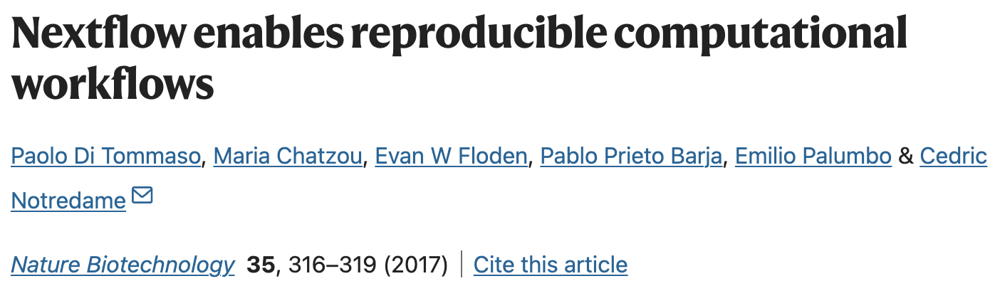 Nextflow enables reproducible computational
workflows
Paolo Di Tommaso, Maria Chatzou, Evan W Floden, Pablo Prieto Barja, Emilio Palumbo & Cedric
Notredame
Nature Biotechnology 35, 316–319 (2017) | Cite this article